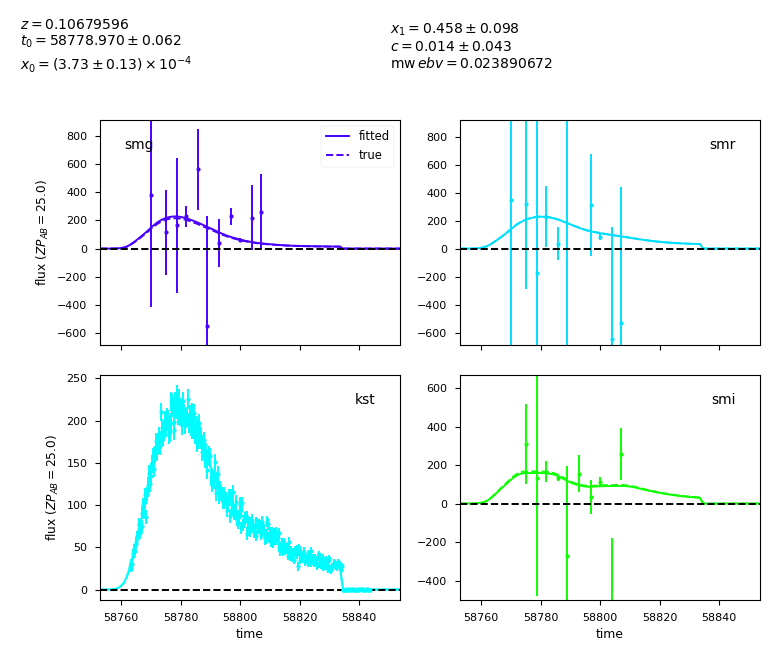 z = 0.10679596
t₀ = 58778.970 ± 0.062
x₀ = (3.73 ± 0.13) × 10⁻⁴
x₁ = 0.458 ± 0.098
c = 0.014 ± 0.043
mw ebv = 0.023890672
smg
fitted
true
800
600
400
200
0
−200
−400
−600
flux (ZP_AB = 25.0)
smr
800
600
400
200
0
−200
−400
−600
kst
250
200
150
100
50
0
flux (ZP_AB = 25.0)
58760 58780 58800 58820 58840
time
smi
600
400
200
0
−200
−400
58760 58780 58800 58820 58840
time